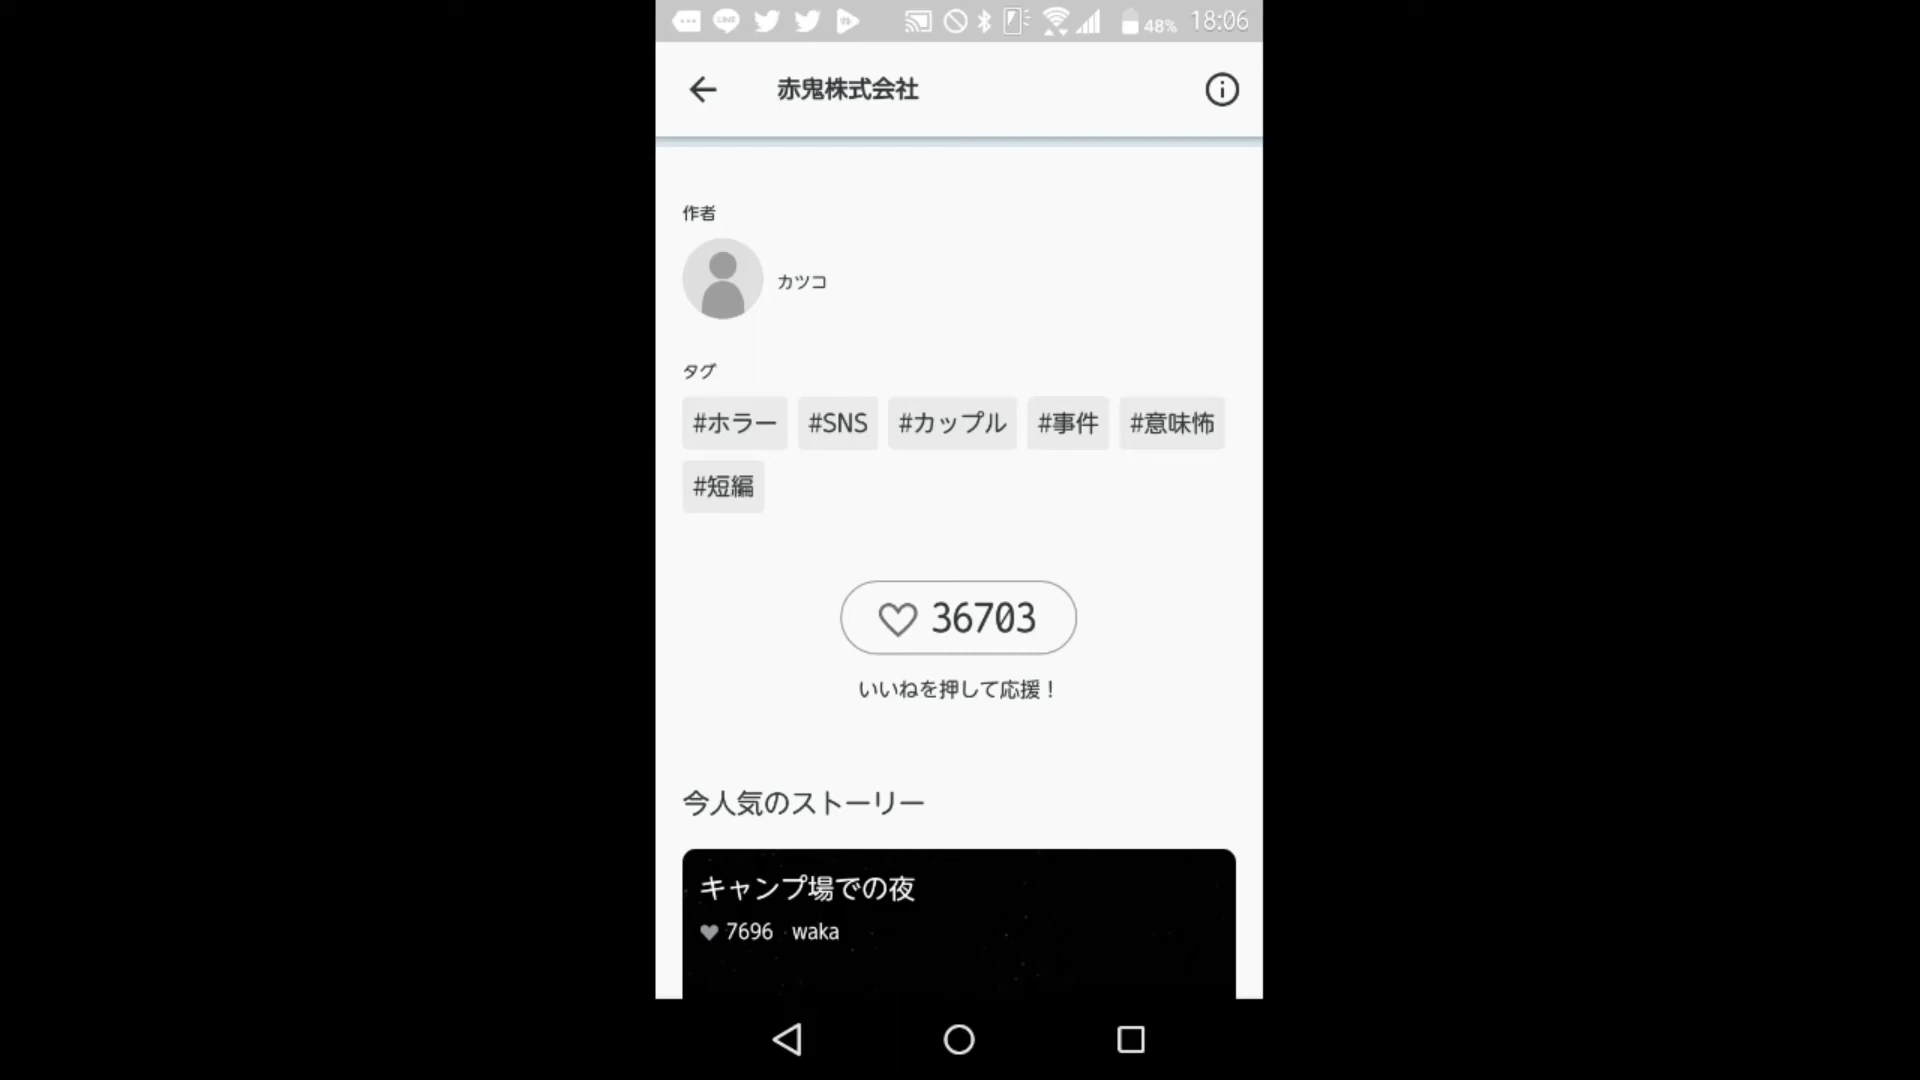 LINE 48% 18:06
赤鬼株式会社
作者
カツコ
タグ
#ホラー #SNS #カップル #事件 #意味怖
#短編
36703
いいねを押して応援！
今人気のストーリー
キャンプ場での夜
7696 · waka